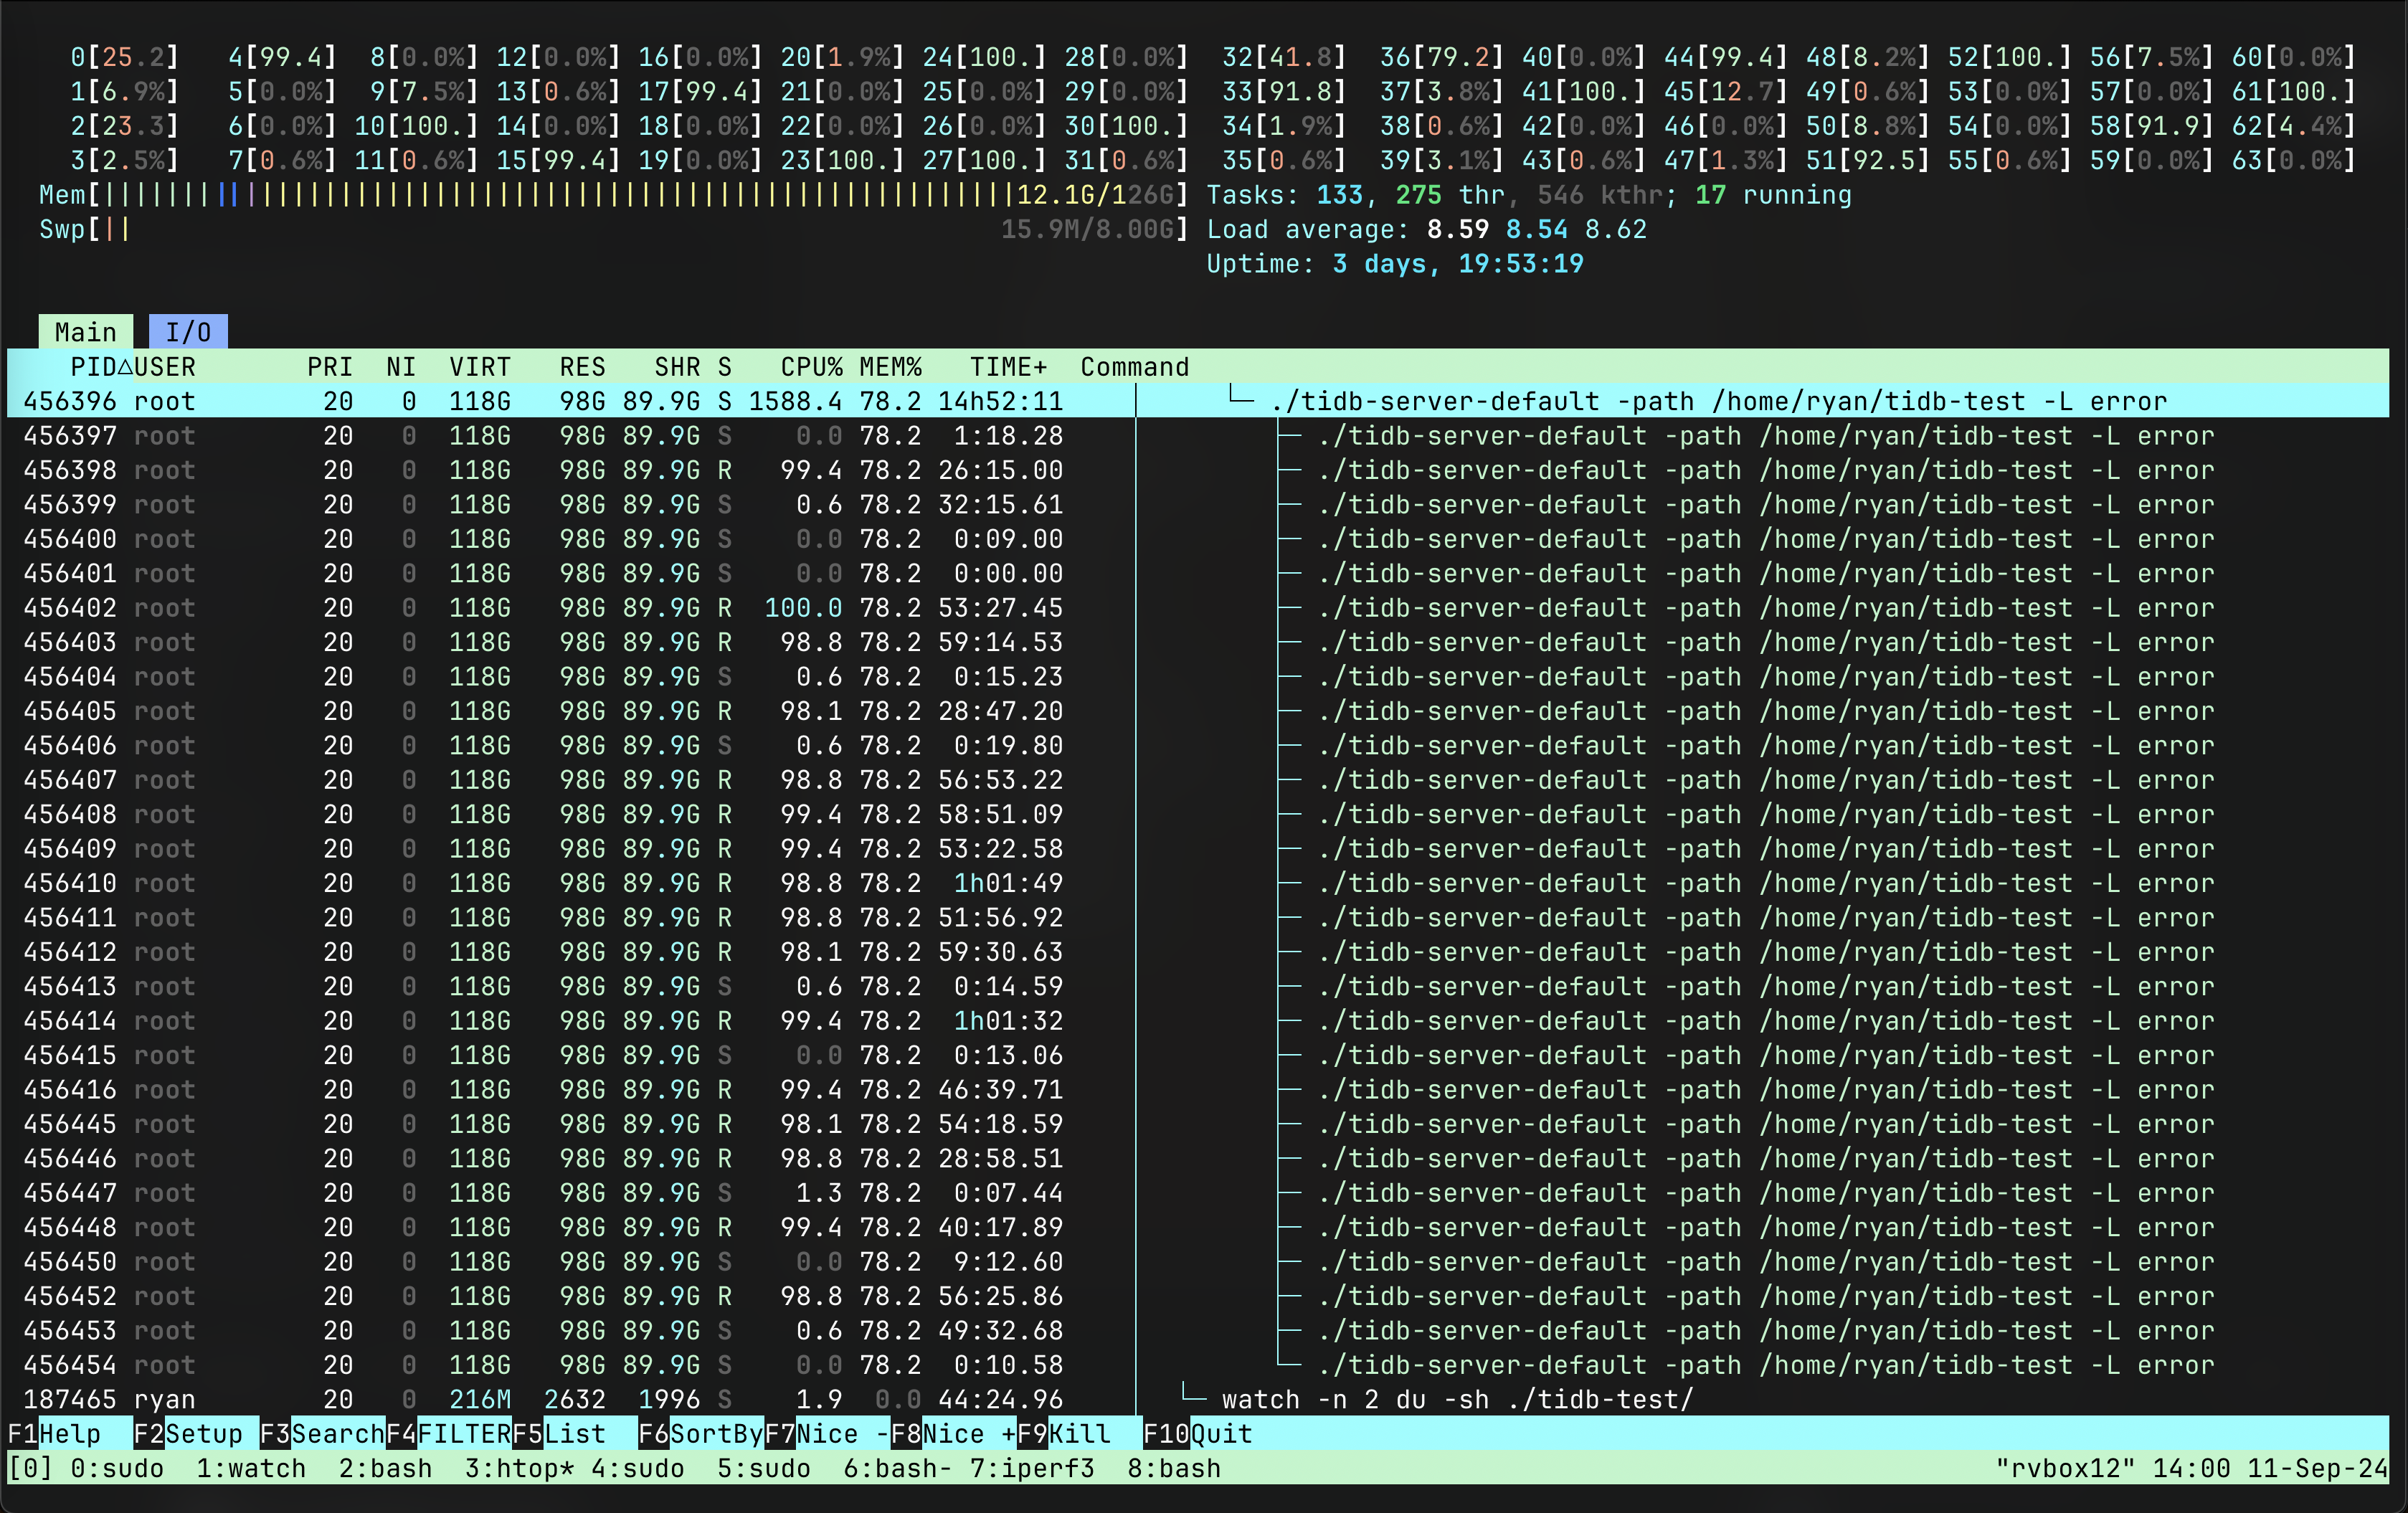 0[25.2] 4[99.4] 8[0.0%] 12[0.0%] 16[0.0%] 20[1.9%] 24[100.] 28[0.0%] 32[41.8] 36[79.2] 40[0.0%] 44[99.4] 48[8.2%] 52[100.] 56[7.5%] 60[0.0%]
1[6.9%] 5[0.0%] 9[7.5%] 13[0.6%] 17[99.4] 21[0.0%] 25[0.0%] 29[0.0%] 33[91.8] 37[3.8%] 41[100.] 45[12.7] 49[0.6%] 53[0.0%] 57[0.0%] 61[100.]
2[23.3] 6[0.0%] 10[100.] 14[0.0%] 18[0.0%] 22[0.0%] 26[0.0%] 30[100.] 34[1.9%] 38[0.6%] 42[0.0%] 46[0.0%] 50[8.8%] 54[0.0%] 58[91.9] 62[4.4%]
3[2.5%] 7[0.6%] 11[0.6%] 15[99.4] 19[0.0%] 23[100.] 27[100.] 31[0.6%] 35[0.6%] 39[3.1%] 43[0.6%] 47[1.3%] 51[92.5] 55[0.6%] 59[0.0%] 63[0.0%]
Mem[||||||||||||||||||||||||||||||||||||||||||||||||||||||||||12.1G/126G] Tasks: 133, 275 thr, 546 kthr; 17 running
Swp[|| 15.9M/8.00G] Load average: 8.59 8.54 8.62
Uptime: 3 days, 19:53:19
Main I/O
PID△USER PRI NI VIRT RES SHR S CPU% MEM% TIME+ Command
456396 root 20 0 118G 98G 89.9G S 1588.4 78.2 14h52:11 │ └─ ./tidb-server-default -path /home/ryan/tidb-test -L error
456397 root 20 0 118G 98G 89.9G S 0.0 78.2 1:18.28 │ ├─ ./tidb-server-default -path /home/ryan/tidb-test -L error
456398 root 20 0 118G 98G 89.9G R 99.4 78.2 26:15.00 │ ├─ ./tidb-server-default -path /home/ryan/tidb-test -L error
456399 root 20 0 118G 98G 89.9G S 0.6 78.2 32:15.61 │ ├─ ./tidb-server-default -path /home/ryan/tidb-test -L error
456400 root 20 0 118G 98G 89.9G S 0.0 78.2 0:09.00 │ ├─ ./tidb-server-default -path /home/ryan/tidb-test -L error
456401 root 20 0 118G 98G 89.9G S 0.0 78.2 0:00.00 │ ├─ ./tidb-server-default -path /home/ryan/tidb-test -L error
456402 root 20 0 118G 98G 89.9G R 100.0 78.2 53:27.45 │ ├─ ./tidb-server-default -path /home/ryan/tidb-test -L error
456403 root 20 0 118G 98G 89.9G R 98.8 78.2 59:14.53 │ ├─ ./tidb-server-default -path /home/ryan/tidb-test -L error
456404 root 20 0 118G 98G 89.9G S 0.6 78.2 0:15.23 │ ├─ ./tidb-server-default -path /home/ryan/tidb-test -L error
456405 root 20 0 118G 98G 89.9G R 98.1 78.2 28:47.20 │ ├─ ./tidb-server-default -path /home/ryan/tidb-test -L error
456406 root 20 0 118G 98G 89.9G S 0.6 78.2 0:19.80 │ ├─ ./tidb-server-default -path /home/ryan/tidb-test -L error
456407 root 20 0 118G 98G 89.9G R 98.8 78.2 56:53.22 │ ├─ ./tidb-server-default -path /home/ryan/tidb-test -L error
456408 root 20 0 118G 98G 89.9G R 99.4 78.2 58:51.09 │ ├─ ./tidb-server-default -path /home/ryan/tidb-test -L error
456409 root 20 0 118G 98G 89.9G R 99.4 78.2 53:22.58 │ ├─ ./tidb-server-default -path /home/ryan/tidb-test -L error
456410 root 20 0 118G 98G 89.9G R 98.8 78.2 1h01:49 │ ├─ ./tidb-server-default -path /home/ryan/tidb-test -L error
456411 root 20 0 118G 98G 89.9G R 98.8 78.2 51:56.92 │ ├─ ./tidb-server-default -path /home/ryan/tidb-test -L error
456412 root 20 0 118G 98G 89.9G R 98.1 78.2 59:30.63 │ ├─ ./tidb-server-default -path /home/ryan/tidb-test -L error
456413 root 20 0 118G 98G 89.9G S 0.6 78.2 0:14.59 │ ├─ ./tidb-server-default -path /home/ryan/tidb-test -L error
456414 root 20 0 118G 98G 89.9G R 99.4 78.2 1h01:32 │ ├─ ./tidb-server-default -path /home/ryan/tidb-test -L error
456415 root 20 0 118G 98G 89.9G S 0.0 78.2 0:13.06 │ ├─ ./tidb-server-default -path /home/ryan/tidb-test -L error
456416 root 20 0 118G 98G 89.9G R 99.4 78.2 46:39.71 │ ├─ ./tidb-server-default -path /home/ryan/tidb-test -L error
456445 root 20 0 118G 98G 89.9G R 98.1 78.2 54:18.59 │ ├─ ./tidb-server-default -path /home/ryan/tidb-test -L error
456446 root 20 0 118G 98G 89.9G R 98.8 78.2 28:58.51 │ ├─ ./tidb-server-default -path /home/ryan/tidb-test -L error
456447 root 20 0 118G 98G 89.9G S 1.3 78.2 0:07.44 │ ├─ ./tidb-server-default -path /home/ryan/tidb-test -L error
456448 root 20 0 118G 98G 89.9G R 99.4 78.2 40:17.89 │ ├─ ./tidb-server-default -path /home/ryan/tidb-test -L error
456450 root 20 0 118G 98G 89.9G S 0.0 78.2 9:12.60 │ ├─ ./tidb-server-default -path /home/ryan/tidb-test -L error
456452 root 20 0 118G 98G 89.9G R 98.8 78.2 56:25.86 │ ├─ ./tidb-server-default -path /home/ryan/tidb-test -L error
456453 root 20 0 118G 98G 89.9G S 0.6 78.2 49:32.68 │ ├─ ./tidb-server-default -path /home/ryan/tidb-test -L error
456454 root 20 0 118G 98G 89.9G S 0.0 78.2 0:10.58 │ └─ ./tidb-server-default -path /home/ryan/tidb-test -L error
187465 ryan 20 0 216M 2632 1996 S 1.9 0.0 44:24.96 │ └─ watch -n 2 du -sh ./tidb-test/
F1Help F2Setup F3SearchF4FILTERF5List F6SortByF7Nice -F8Nice +F9Kill F10Quit
[0] 0:sudo 1:watch 2:bash 3:htop* 4:sudo 5:sudo 6:bash- 7:iperf3 8:bash "rvbox12" 14:00 11-Sep-24